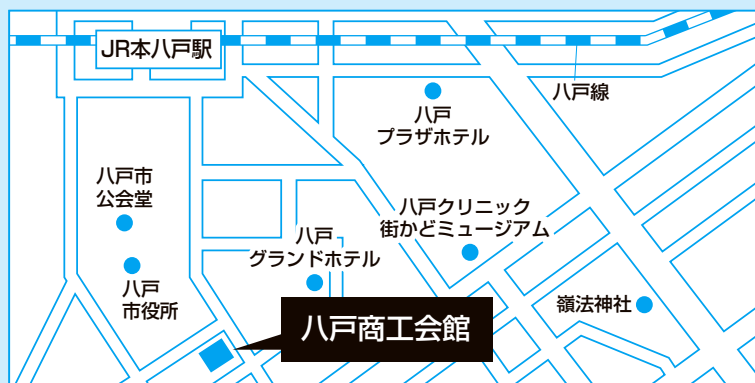 JR本八戸駅
八戸線
八戸
プラザホテル
八戸市
公会堂
八戸クリニック
街かどミュージアム
八戸
グランドホテル
八戸
市役所
嶺法神社
八戸商工会館